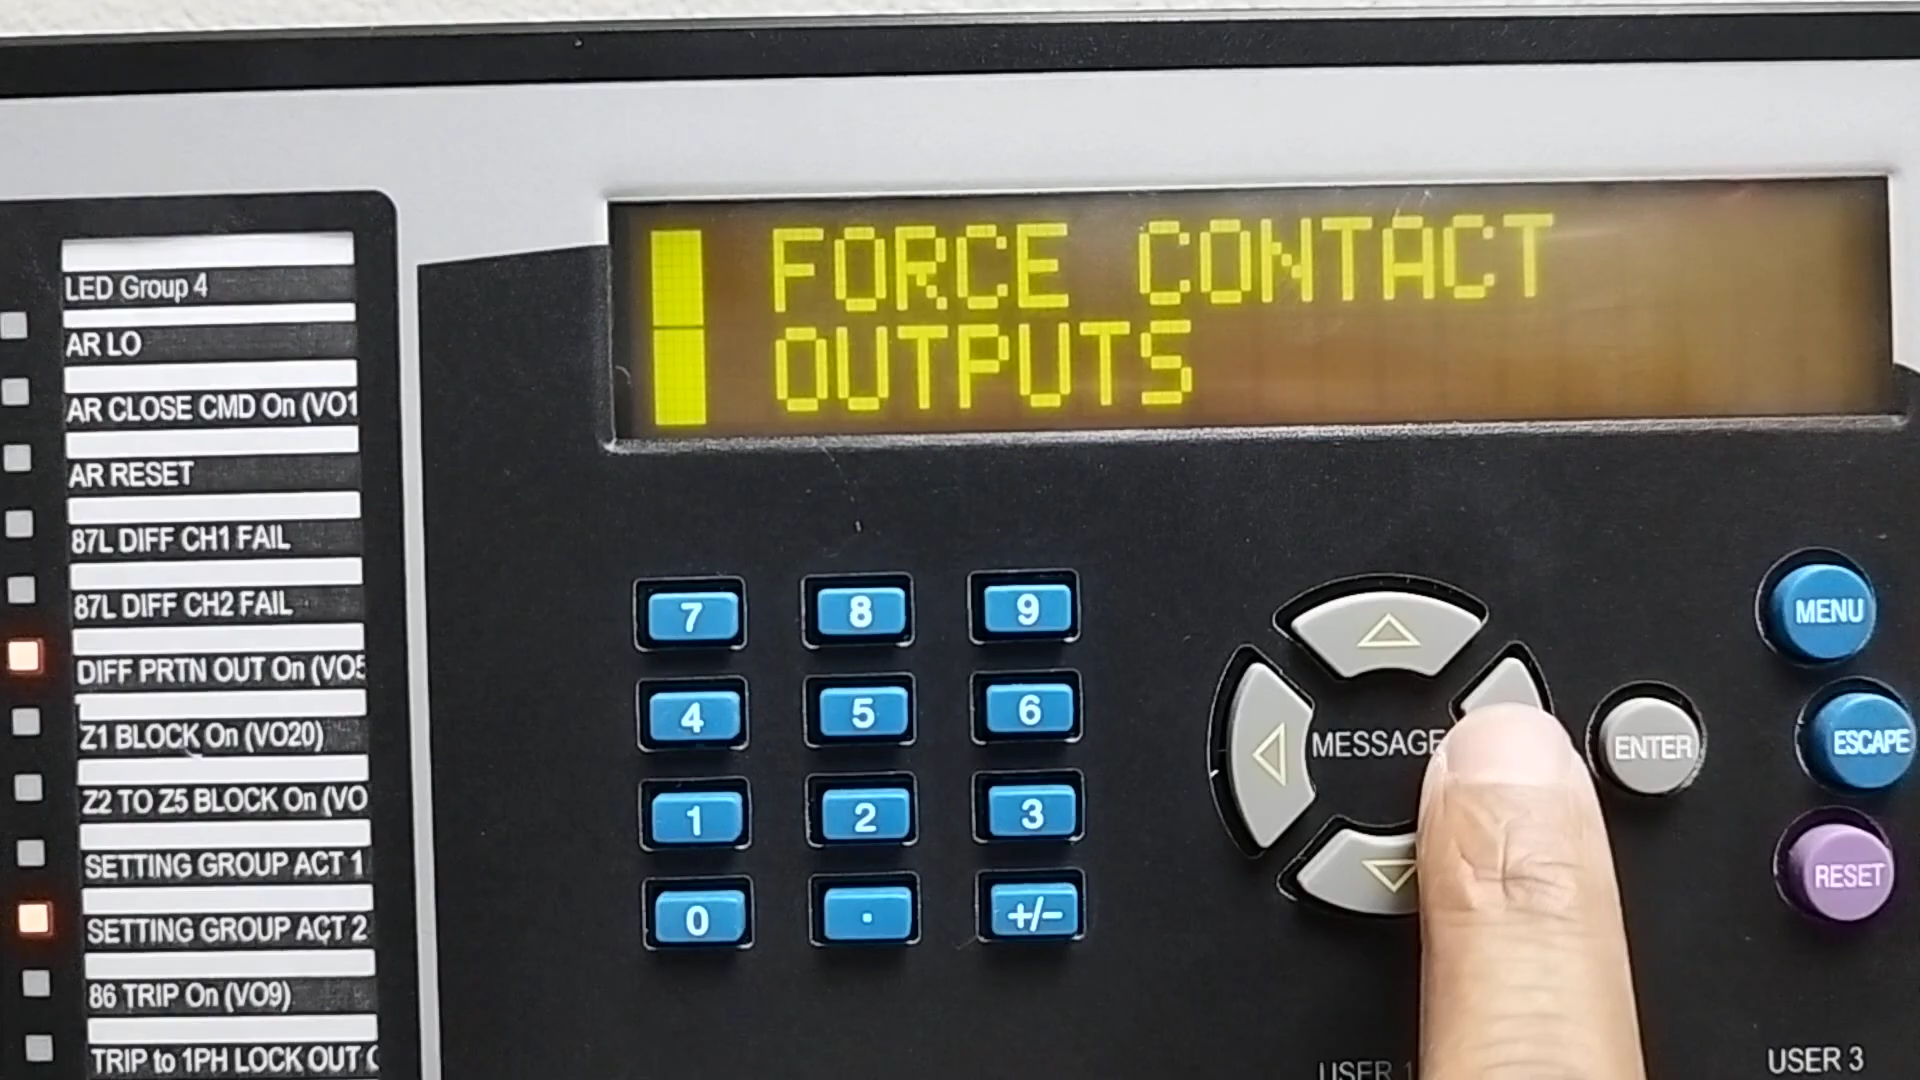 FORCE CONTACT
OUTPUTS
LED Group 4
AR LO
AR CLOSE CMD On (VO1
AR RESET
87L DIFF CH1 FAIL
87L DIFF CH2 FAIL
DIFF PRTN OUT On (VO5
Z1 BLOCK On (VO20)
Z2 TO Z5 BLOCK On (VO
SETTING GROUP ACT 1
SETTING GROUP ACT 2
86 TRIP On (VO9)
TRIP to 1PH LOCK OUT
7 8 9
4 5 6
1 2 3
0 . +/-
MESSAGE
ENTER
MENU
ESCAPE
RESET
USER 1
USER 3